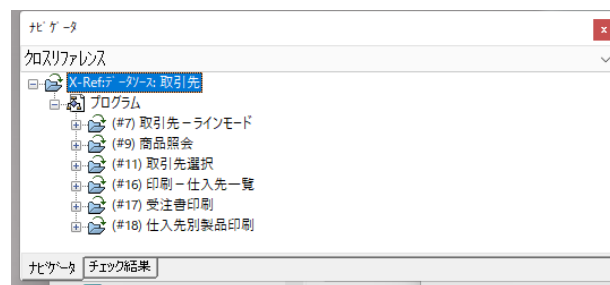 ナビゲータ
クロスリファレンス
X-Ref:データソース: 取引先
プログラム
(#7) 取引先－ラインモード
(#9) 商品照会
(#11) 取引先選択
(#16) 印刷－仕入先一覧
(#17) 受注書印刷
(#18) 仕入先別製品印刷
ナビゲータ チェック結果